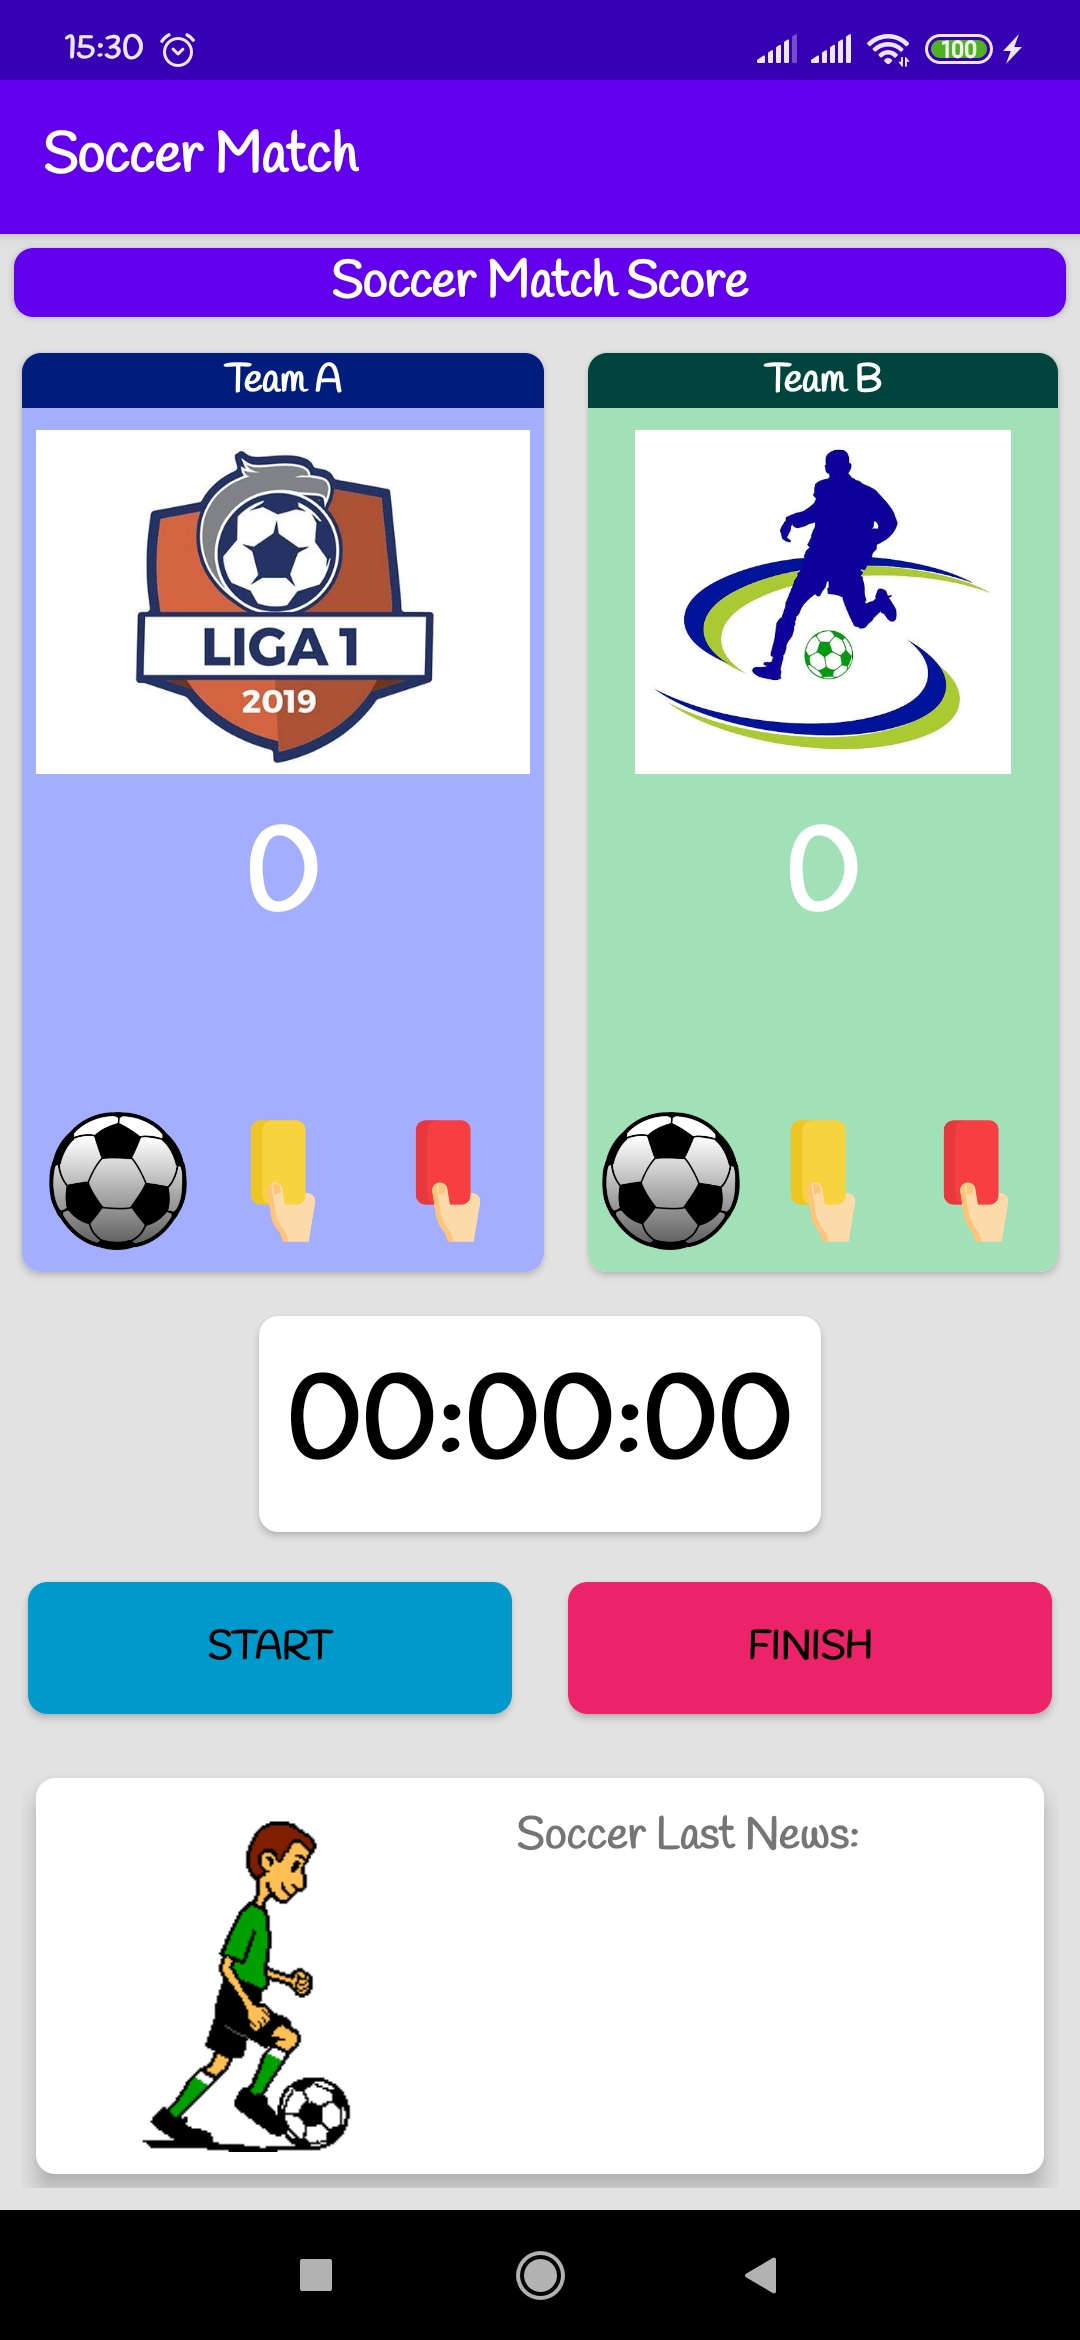 15:30
100
Soccer Match
Soccer Match Score
Team A
Team B
LIGA 1
2019
0
0
00:00:00
START
FINISH
Soccer Last News: